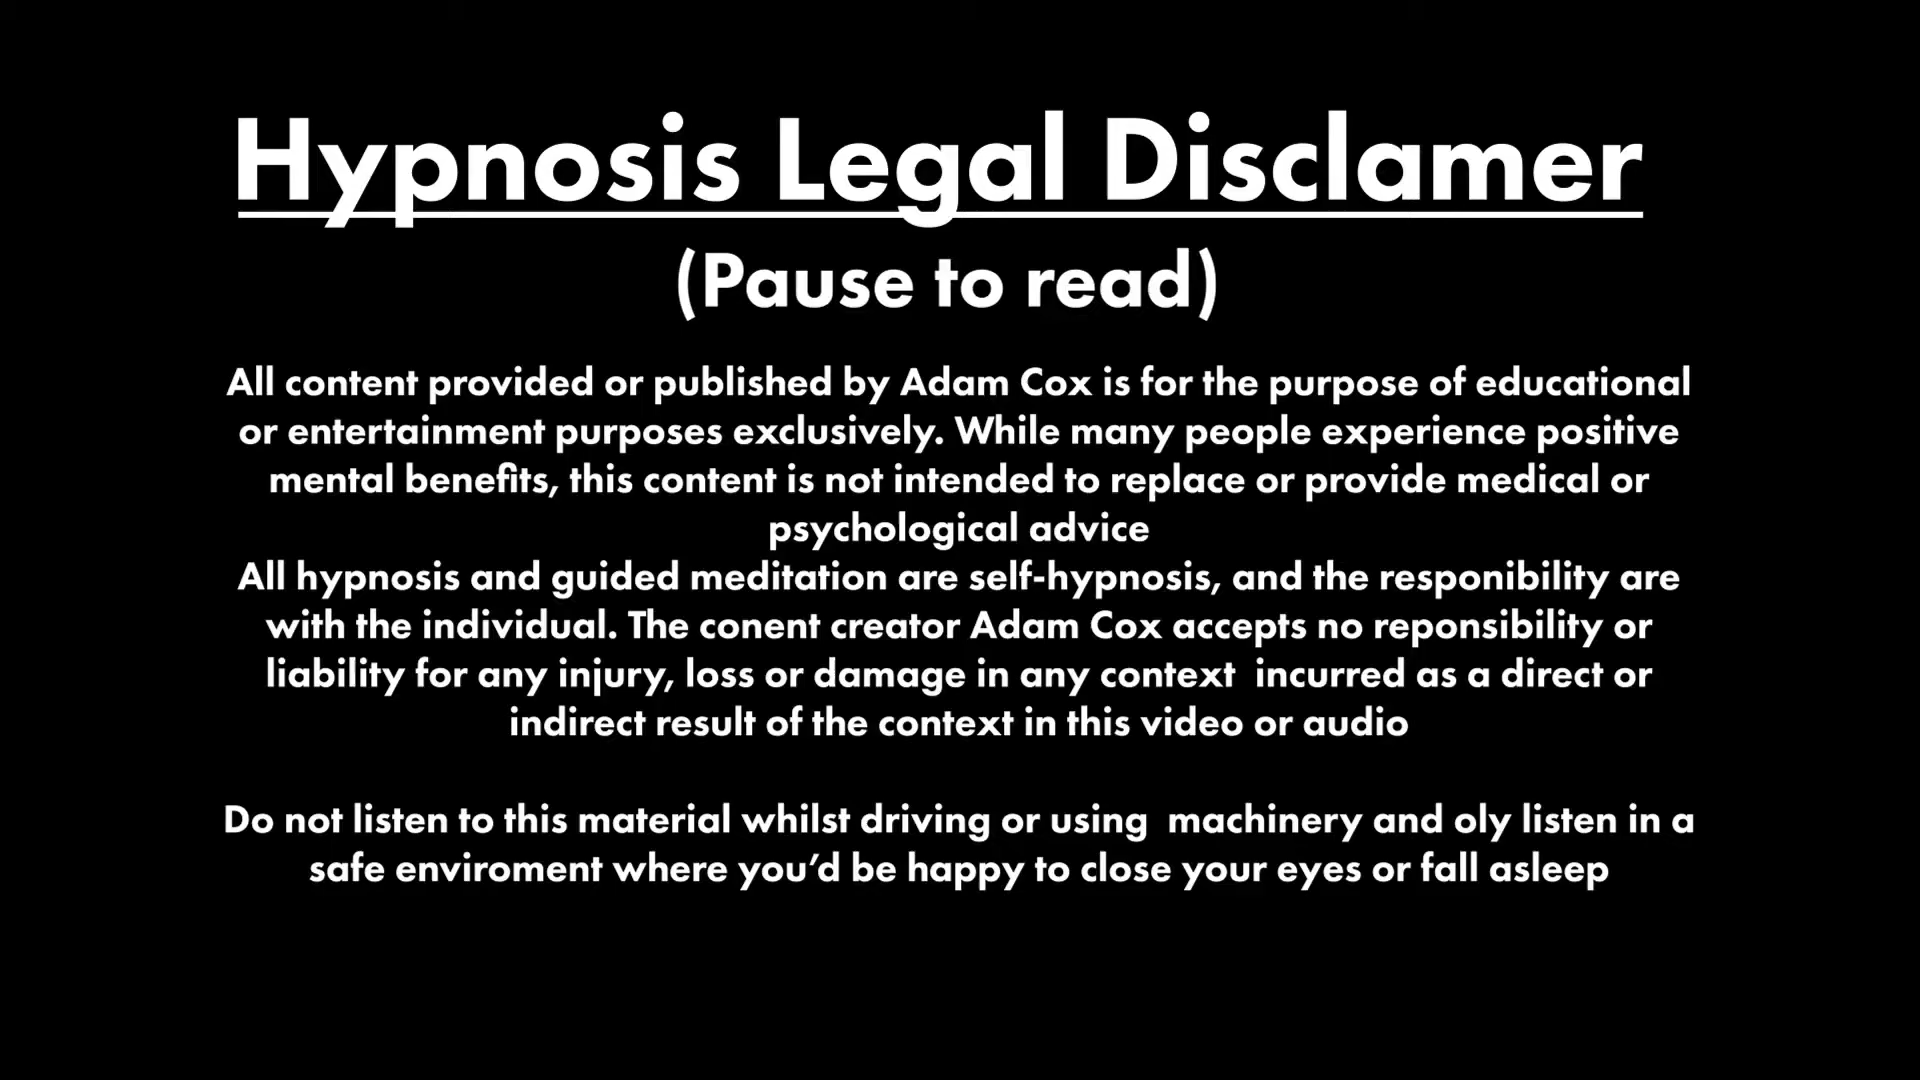 Hypnosis Legal Disclamer
(Pause to read)
All content provided or published by Adam Cox is for the purpose of educational
or entertainment purposes exclusively. While many people experience positive
mental benefits, this content is not intended to replace or provide medical or
psychological advice
All hypnosis and guided meditation are self-hypnosis, and the responibility are
with the individual. The conent creator Adam Cox accepts no reponsibility or
liability for any injury, loss or damage in any context  incurred as a direct or
indirect result of the context in this video or audio
Do not listen to this material whilst driving or using  machinery and oly listen in a
safe enviroment where you’d be happy to close your eyes or fall asleep